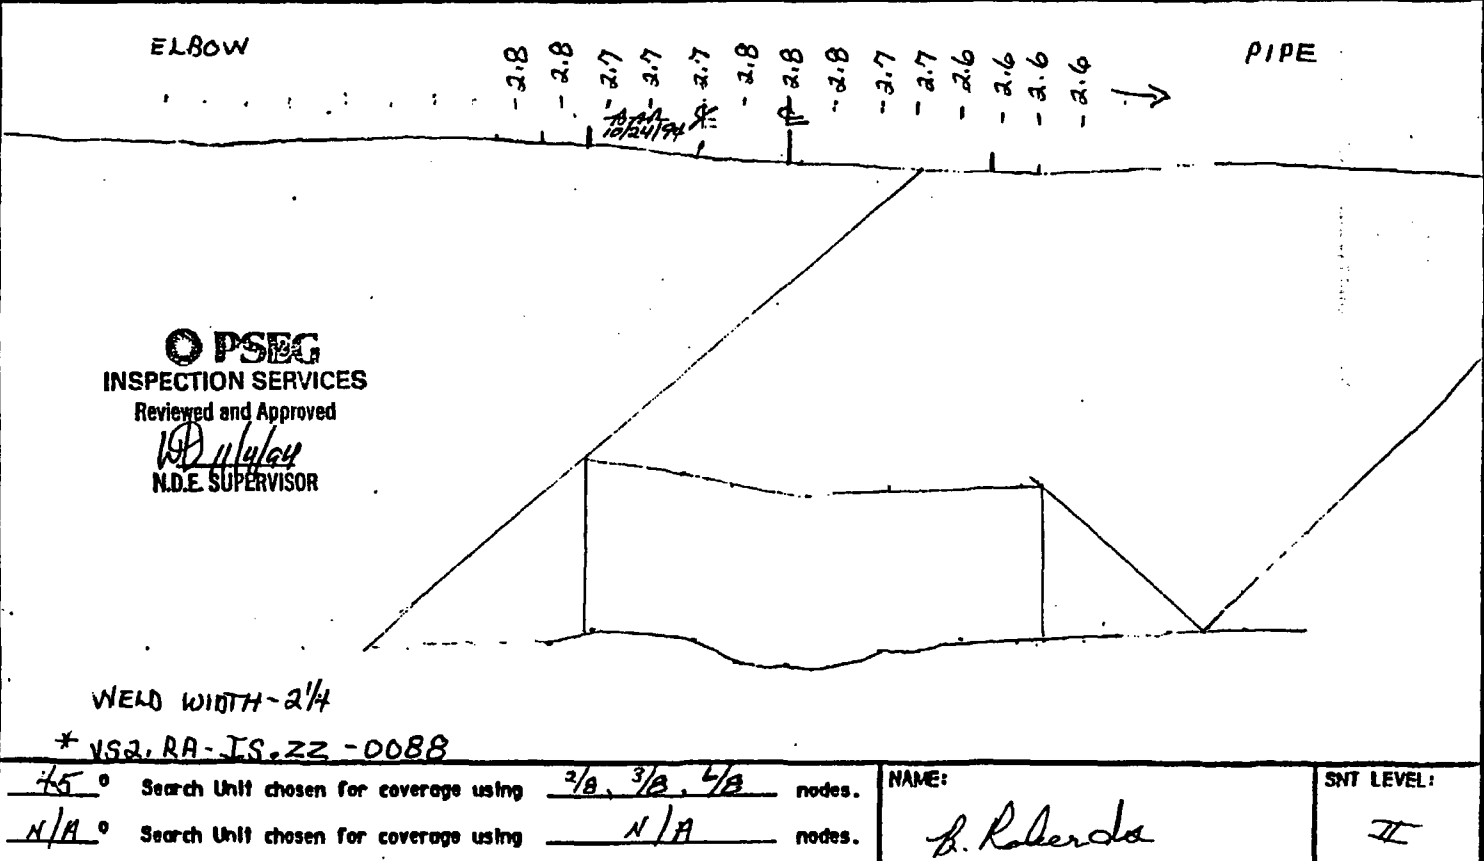 ELBOW
PIPE
-2.8 -2.8 -2.7 -2.7 -2.7 -2.8 -2.8 -2.8 -2.7 -2.7 -2.6 -2.6 -2.6 -2.6
10/24/94
PSEG
INSPECTION SERVICES
Reviewed and Approved
11/4/94
N.D.E. SUPERVISOR
WELD WIDTH - 2 1/4
* VS2.RA-IS.ZZ-0088
45° Search Unit chosen for coverage using 2/8, 3/8, 6/8 nodes.
N/A° Search Unit chosen for coverage using N/A nodes.
NAME:
SNT LEVEL:
II